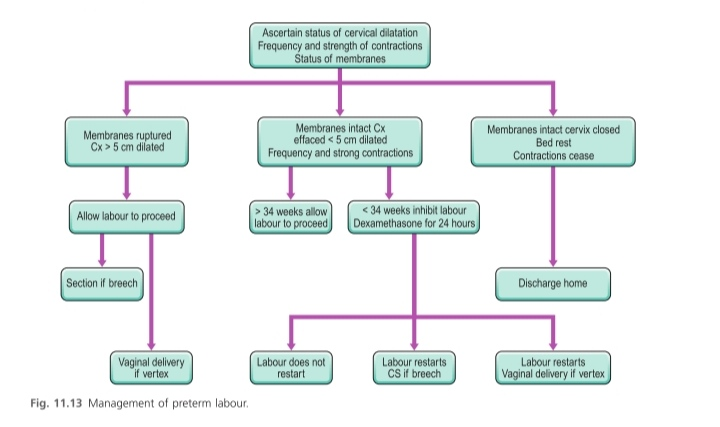 Ascertain status of cervical dilatation
Frequency and strength of contractions
Status of membranes
Membranes ruptured
Cx > 5 cm dilated
Membranes intact Cx
effaced < 5 cm dilated
Frequency and strong contractions
Membranes intact cervix closed
Bed rest
Contractions cease
Allow labour to proceed
> 34 weeks allow
labour to proceed
< 34 weeks inhibit labour
Dexamethasone for 24 hours
Section if breech
Discharge home
Vaginal delivery
if vertex
Labour does not
restart
Labour restarts
CS if breech
Labour restarts
Vaginal delivery if vertex
Fig. 11.13 Management of preterm labour.